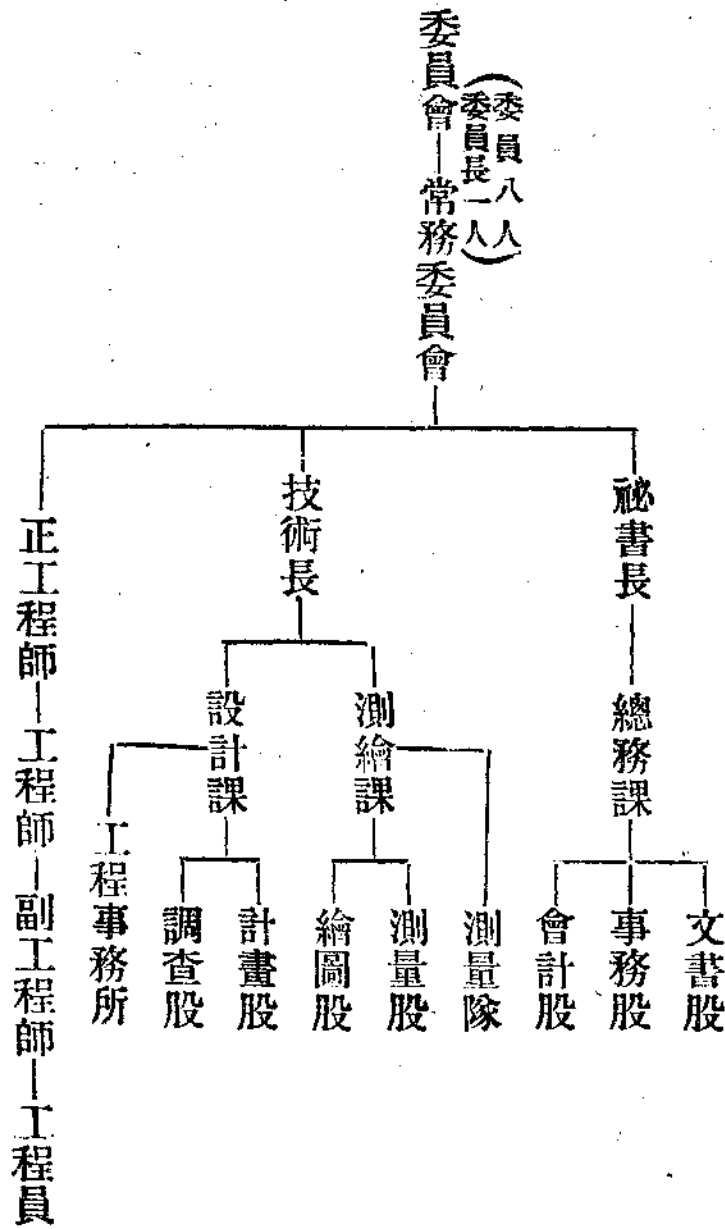 委員會—常務委員會
（委員八人
委員長一人）
祕書長
總務課
文書股
事務股
會計股
技術長
測繪課
測量隊
測量股
繪圖股
設計課
計畫股
調查股
工程事務所
正工程師—工程師—副工程師—工程員